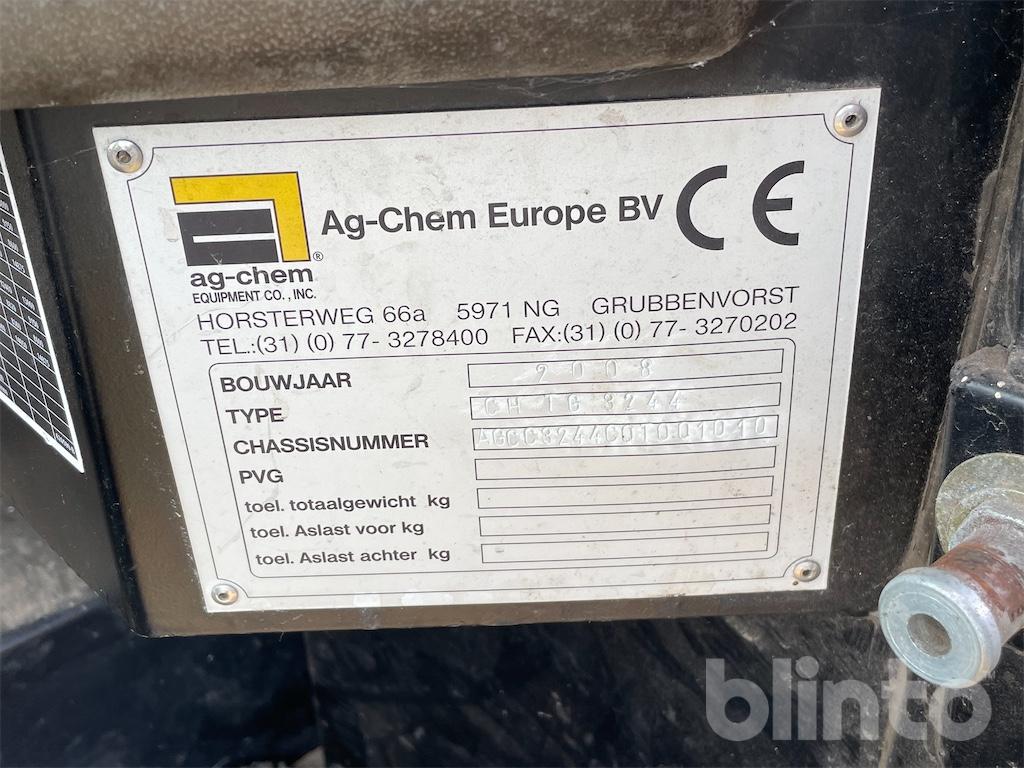 Ag-Chem Europe BV CE
ag-chem®
EQUIPMENT CO., INC.
HORSTERWEG 66a 5971 NG GRUBBENVORST
TEL.:(31) (0) 77- 3278400 FAX:(31) (0) 77- 3270202
BOUWJAAR 2008
TYPE CH TG 8244
CHASSISNUMMER
PVG
toel. totaalgewicht kg
toel. Aslast voor kg
toel. Aslast achter kg
blinto